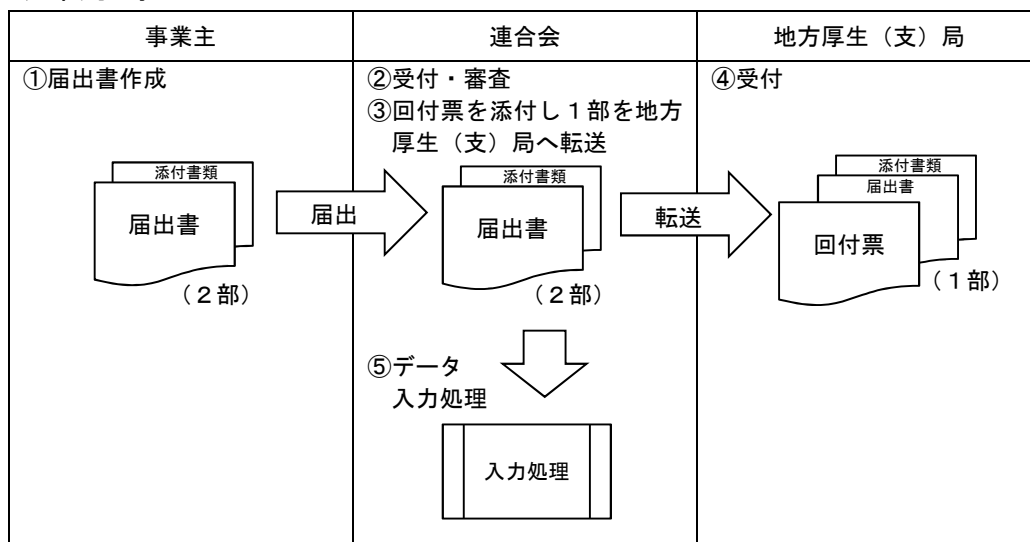 事業主
連合会
地方厚生（支）局
①届出書作成
②受付・審査
③回付票を添付し１部を地方
厚生（支）局へ転送
④受付
添付書類
届出書
（２部）
届出
添付書類
届出書
（２部）
転送
添付書類
届出書
回付票
（１部）
⑤データ
入力処理
入力処理